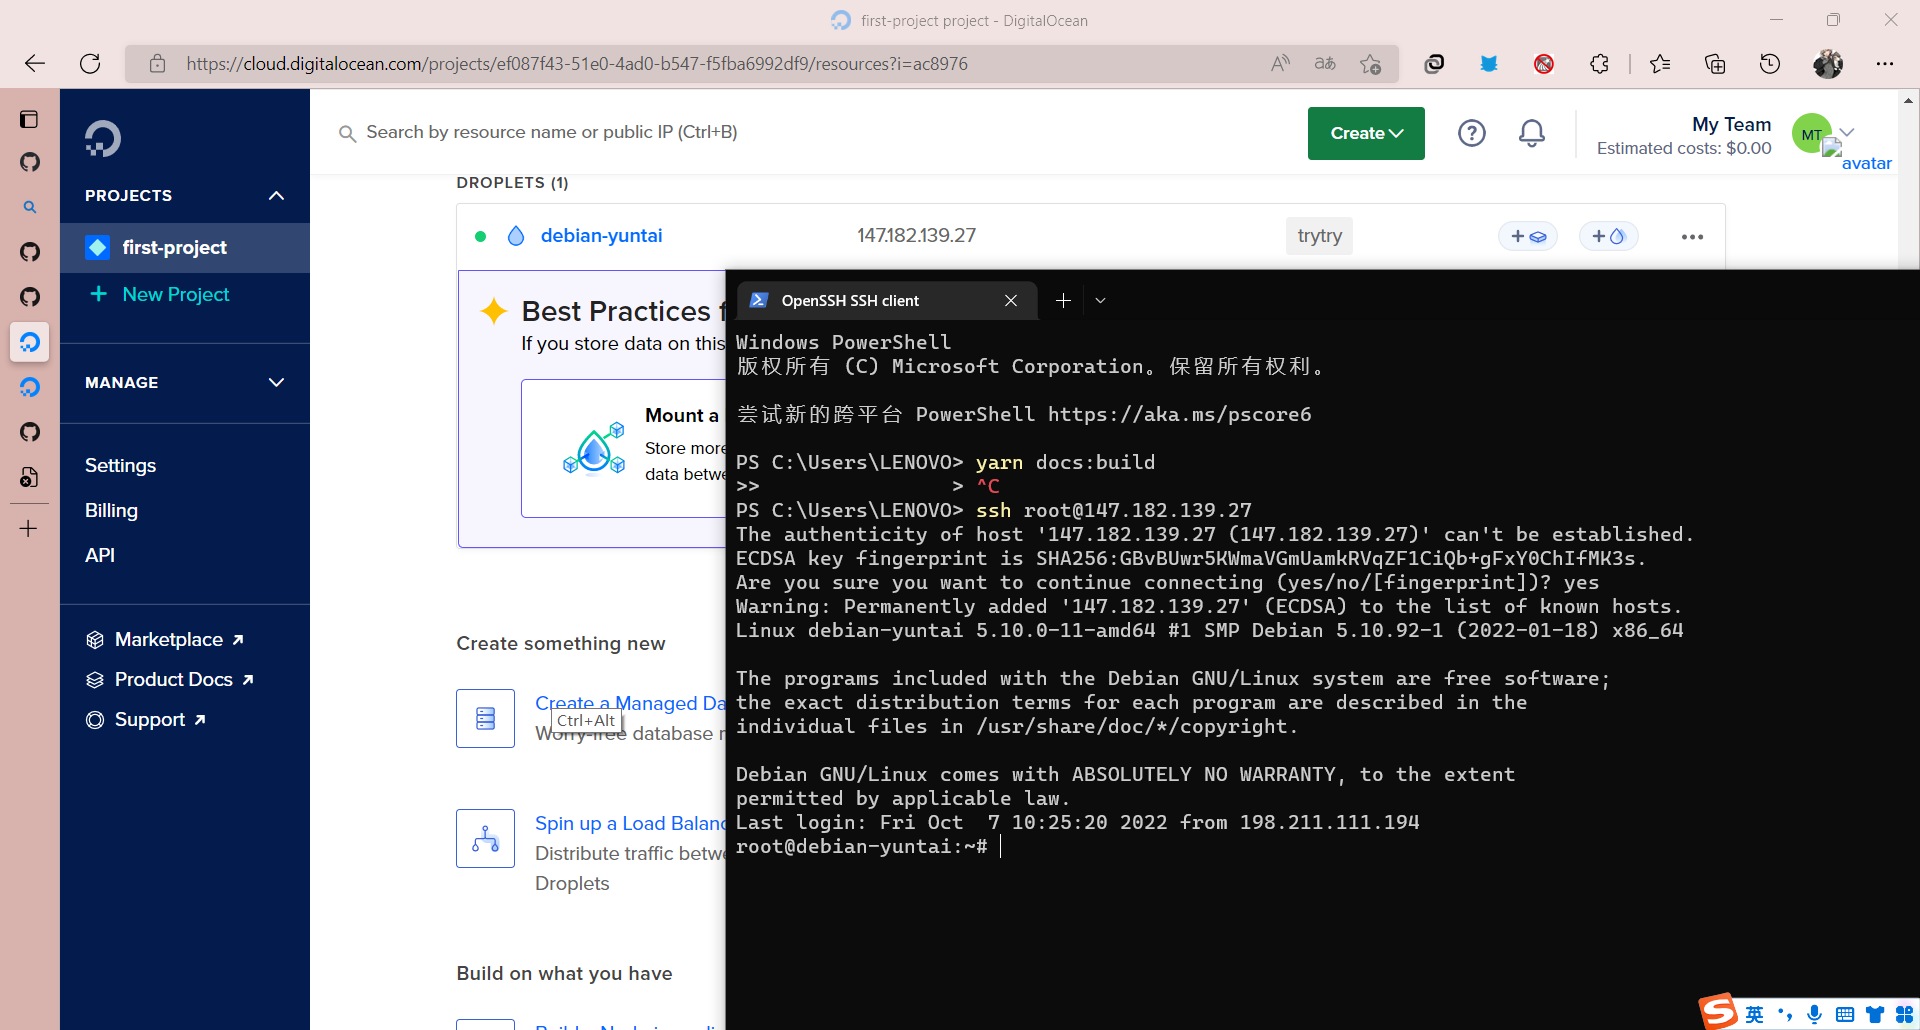 first-project project - DigitalOcean
https://cloud.digitalocean.com/projects/ef087f43-51e0-4ad0-b547-f5fba6992df9/resources?i=ac8976
Search by resource name or public IP (Ctrl+B)
Create
My Team
Estimated costs: $0.00
MT
avatar
PROJECTS
first-project
New Project
MANAGE
Settings
Billing
API
Marketplace
Product Docs
Support
DROPLETS (1)
debian-yuntai
147.182.139.27
trytry
Best Practices f
If you store data on this
Mount a
Store more
data betwe
Create something new
Create a Managed Da
Ctrl+Alt
Worry-free database
Spin up a Load Balanc
Distribute traffic betwe
Droplets
Build on what you have
OpenSSH SSH client
Windows PowerShell
版权所有 (C) Microsoft Corporation。保留所有权利。
尝试新的跨平台 PowerShell https://aka.ms/pscore6
PS C:\Users\LENOVO> yarn docs:build
>>                  > ^C
PS C:\Users\LENOVO> ssh root@147.182.139.27
The authenticity of host '147.182.139.27 (147.182.139.27)' can't be established.
ECDSA key fingerprint is SHA256:GBvBUwr5KWmaVGmUamkRVqZF1CiQb+gFxY0ChIfMK3s.
Are you sure you want to continue connecting (yes/no/[fingerprint])? yes
Warning: Permanently added '147.182.139.27' (ECDSA) to the list of known hosts.
Linux debian-yuntai 5.10.0-11-amd64 #1 SMP Debian 5.10.92-1 (2022-01-18) x86_64
The programs included with the Debian GNU/Linux system are free software;
the exact distribution terms for each program are described in the
individual files in /usr/share/doc/*/copyright.
Debian GNU/Linux comes with ABSOLUTELY NO WARRANTY, to the extent
permitted by applicable law.
Last login: Fri Oct  7 10:25:20 2022 from 198.211.111.194
root@debian-yuntai:~#
英